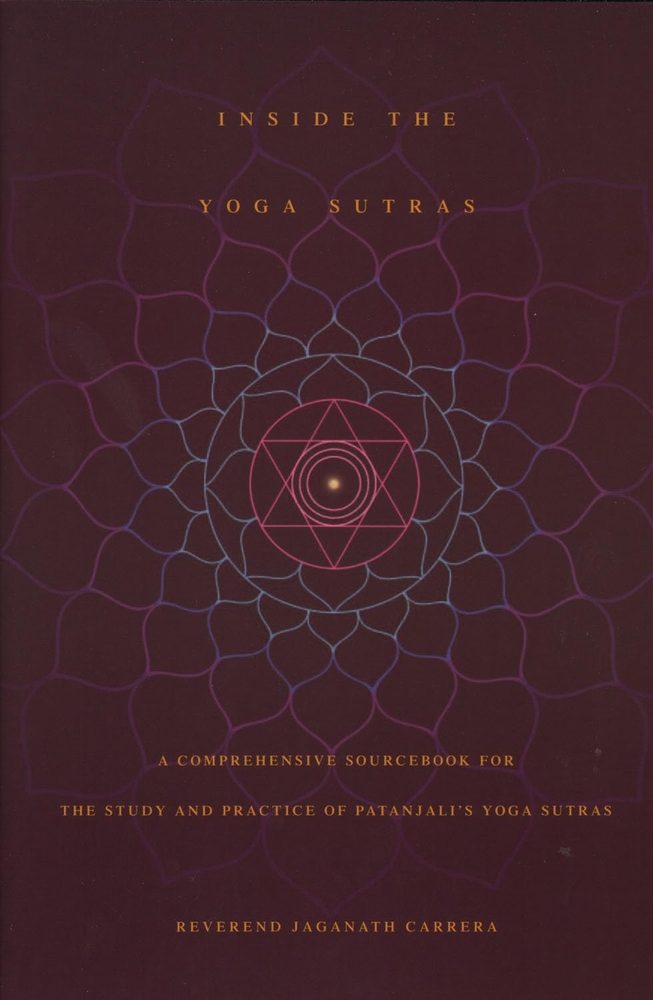 INSIDE THE
YOGA SUTRAS
A COMPREHENSIVE SOURCEBOOK FOR
THE STUDY AND PRACTICE OF PATANJALI'S YOGA SUTRAS
REVEREND JAGANATH CARRERA